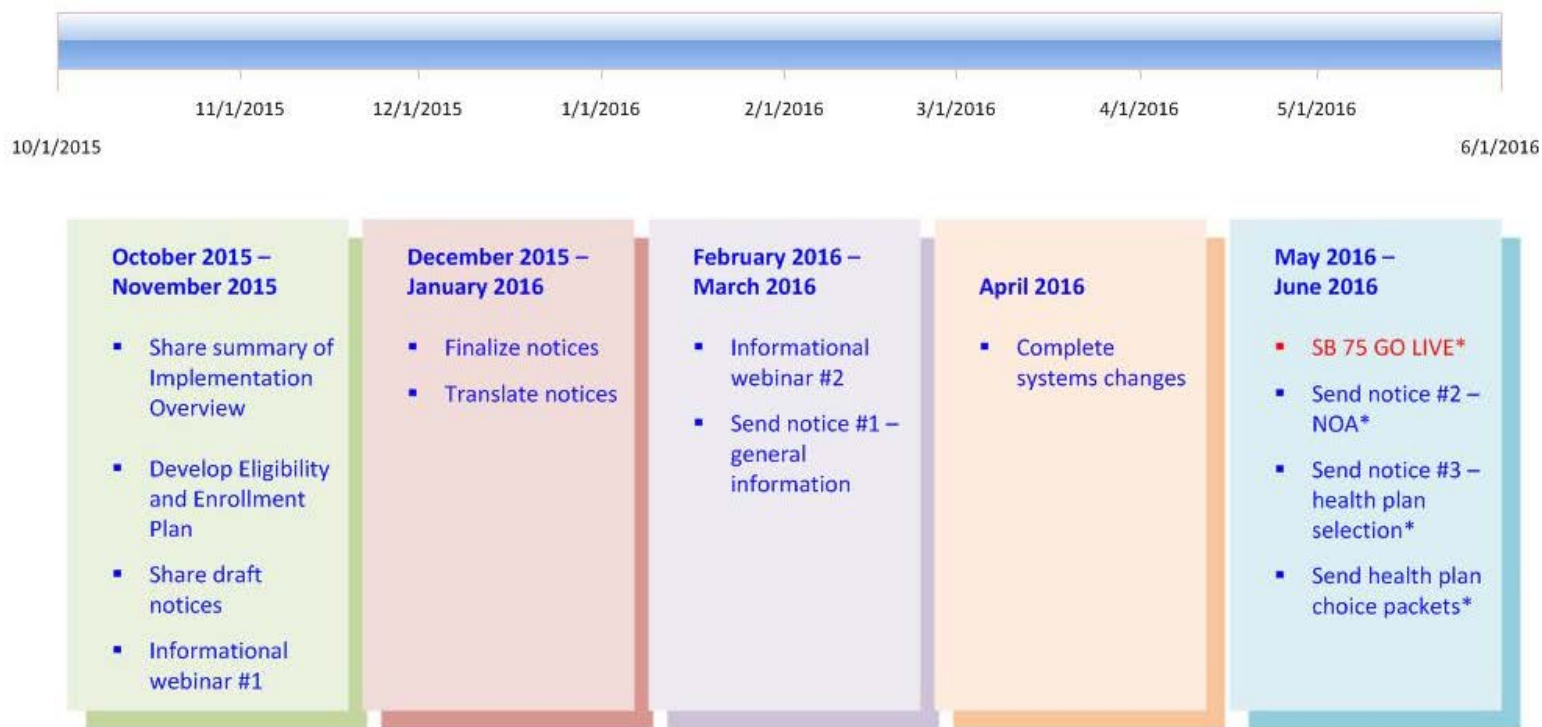 11/1/2015
12/1/2015
1/1/2016
2/1/2016
3/1/2016
4/1/2016
5/1/2016
10/1/2015
6/1/2016
October 2015 –
November 2015
▪ Share summary of
Implementation
Overview
▪ Develop Eligibility
and Enrollment
Plan
▪ Share draft
notices
▪ Informational
webinar #1
December 2015 –
January 2016
▪ Finalize notices
▪ Translate notices
February 2016 –
March 2016
▪ Informational
webinar #2
▪ Send notice #1 –
general
information
April 2016
▪ Complete
systems changes
May 2016 –
June 2016
▪ SB 75 GO LIVE*
▪ Send notice #2 –
NOA*
▪ Send notice #3 –
health plan
selection*
▪ Send health plan
choice packets*